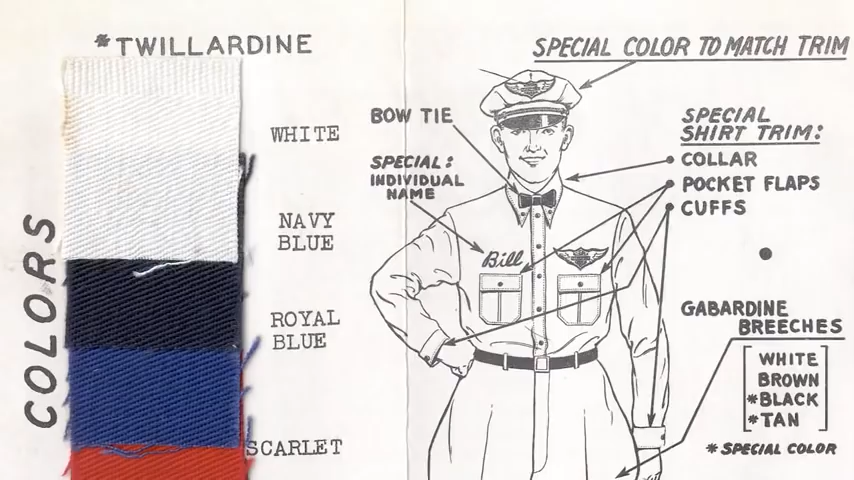 *TWILLARDINE
COLORS
WHITE
NAVY
BLUE
ROYAL
BLUE
SCARLET
SPECIAL COLOR TO MATCH TRIM
BOW TIE
SPECIAL:
INDIVIDUAL
NAME
Bill
SPECIAL
SHIRT TRIM:
COLLAR
POCKET FLAPS
CUFFS
GABARDINE
BREECHES
WHITE
BROWN
*BLACK
*TAN
*SPECIAL COLOR